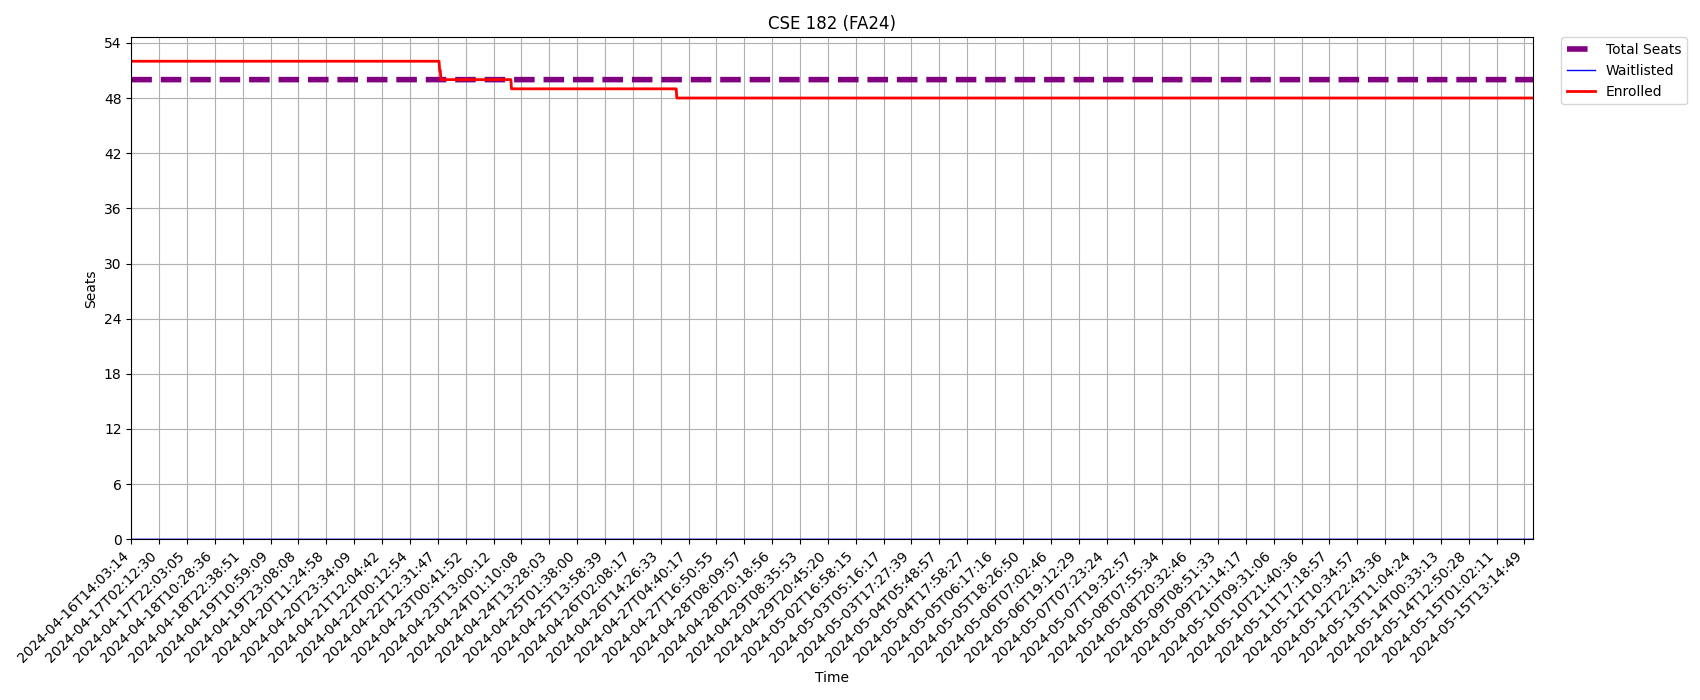 CSE 182 (FA24)
54
48
42
36
30
24
18
12
6
0
Seats
Total Seats
Waitlisted
Enrolled
2024-04-16T14:03:14
2024-04-17T02:12:30
2024-04-17T22:03:05
2024-04-18T10:28:36
2024-04-18T22:38:51
2024-04-19T10:59:09
2024-04-19T23:08:08
2024-04-20T11:24:58
2024-04-20T23:34:09
2024-04-21T12:04:42
2024-04-22T00:12:54
2024-04-22T12:31:47
2024-04-23T00:41:52
2024-04-23T13:00:12
2024-04-24T01:10:08
2024-04-24T13:28:03
2024-04-25T01:38:00
2024-04-25T13:58:39
2024-04-26T02:08:17
2024-04-26T14:26:33
2024-04-27T04:40:17
2024-04-27T16:50:55
2024-04-28T08:09:57
2024-04-28T20:18:56
2024-04-29T08:35:53
2024-04-29T20:45:20
2024-05-02T16:58:15
2024-05-03T05:16:17
2024-05-03T17:27:39
2024-05-04T05:48:57
2024-05-04T17:58:27
2024-05-05T06:17:16
2024-05-05T18:26:50
2024-05-06T07:02:46
2024-05-06T19:12:29
2024-05-07T07:23:24
2024-05-07T19:32:57
2024-05-08T07:55:34
2024-05-08T20:32:46
2024-05-09T08:51:33
2024-05-09T21:14:17
2024-05-10T09:31:06
2024-05-10T21:40:36
2024-05-11T17:18:57
2024-05-12T10:34:57
2024-05-12T22:43:36
2024-05-13T11:04:24
2024-05-14T00:33:13
2024-05-14T12:50:28
2024-05-15T01:02:11
2024-05-15T13:14:49
Time